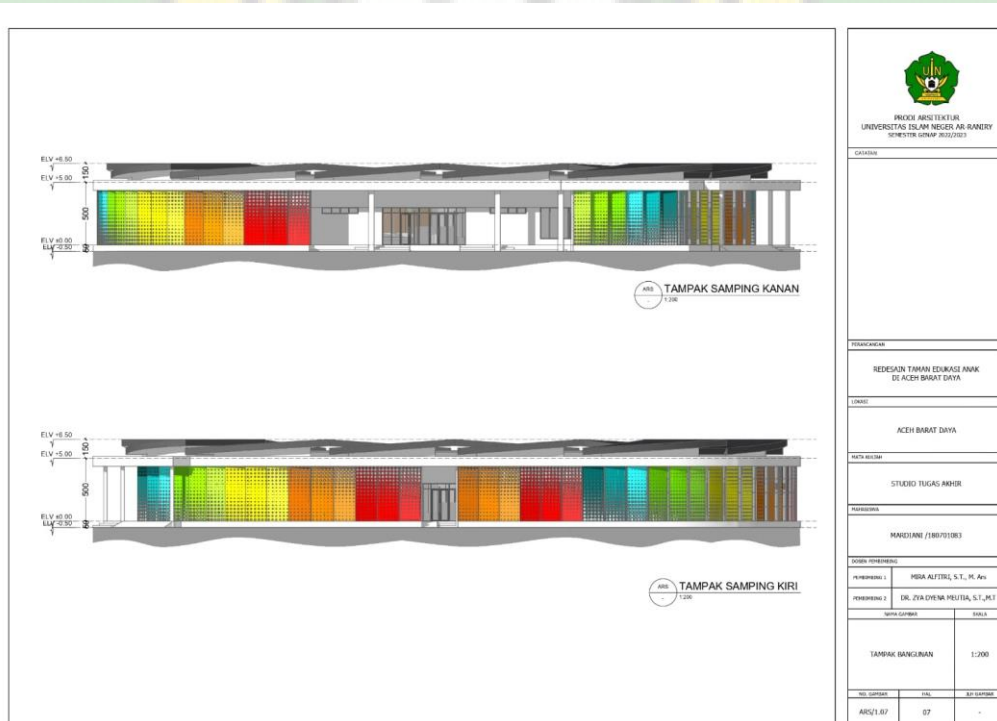 ELV +6.50
150
ELV +5.00
500
ELV ±0.00
ELV -0.50
50
ARS
-
TAMPAK SAMPING KANAN
1:200
ELV +6.50
150
ELV +5.00
500
ELV ±0.00
ELV -0.50
50
ARS
-
TAMPAK SAMPING KIRI
1:200
UIN
PRODI ARSITEKTUR
UNIVERSITAS ISLAM NEGER AR-RANIRY
SEMESTER GENAP 2022/2023
CATATAN
PERANCANGAN
REDESAIN TAMAN EDUKASI ANAK
DI ACEH BARAT DAYA
LOKASI
ACEH BARAT DAYA
MATA KULIAH
STUDIO TUGAS AKHIR
MAHASISWA
MARDIANI /180701083
DOSEN PEMBIMBING
PEMBIMBING 1 MIRA ALFITRI, S.T., M. Ars
PEMBIMBING 2 DR. ZYA DYENA MEUTIA, S.T.,M.T
NAMA GAMBAR SKALA
TAMPAK BANGUNAN 1:200
NO. GAMBAR HAL JLH GAMBAR
ARS/1.07 07 -